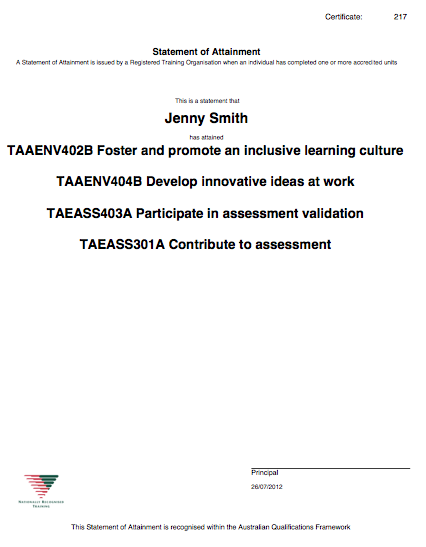 Certificate: 217
Statement of Attainment
A Statement of Attainment is issued by a Registered Training Organisation when an individual has completed one or more accredited units
This is a statement that
Jenny Smith
has attained
TAAENV402B Foster and promote an inclusive learning culture
TAAENV404B Develop innovative ideas at work
TAEASS403A Participate in assessment validation
TAEASS301A Contribute to assessment
Principal
26/07/2012
NATIONALLY RECOGNISED
TRAINING
This Statement of Attainment is recognised within the Australian Qualifications Framework